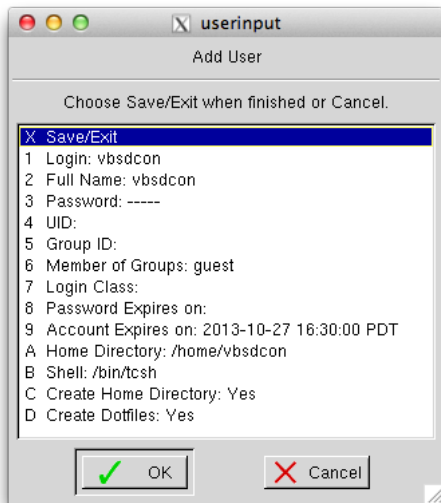 X userinput
Add User
Choose Save/Exit when finished or Cancel.
X Save/Exit
1 Login: vbsdcon
2 Full Name: vbsdcon
3 Password: -----
4 UID:
5 Group ID:
6 Member of Groups: guest
7 Login Class:
8 Password Expires on:
9 Account Expires on: 2013-10-27 16:30:00 PDT
A Home Directory: /home/vbsdcon
B Shell: /bin/tcsh
C Create Home Directory: Yes
D Create Dotfiles: Yes
OK Cancel